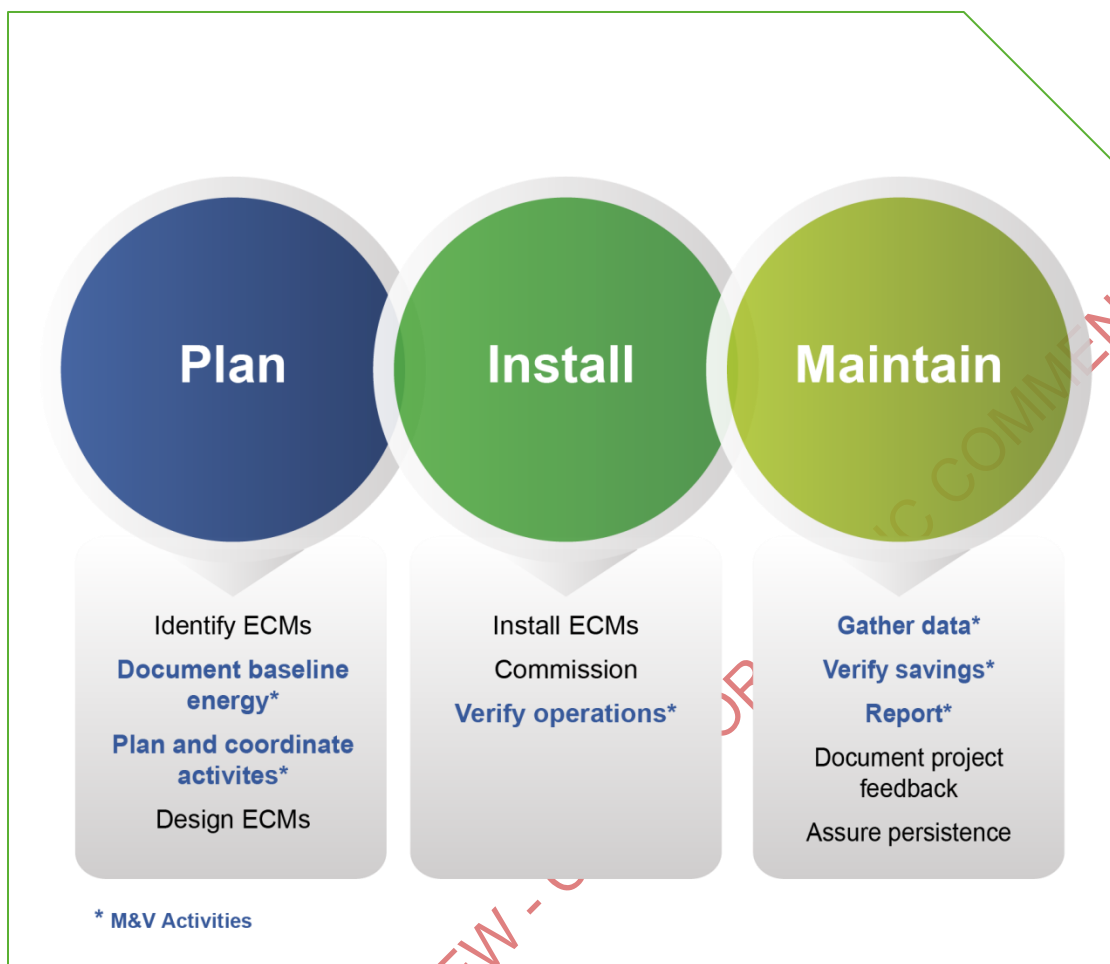 Plan
Install
Maintain
Identify ECMs
Document baseline
energy*
Plan and coordinate
activites*
Design ECMs
Install ECMs
Commission
Verify operations*
Gather data*
Verify savings*
Report*
Document project
feedback
Assure persistence
* M&V Activities